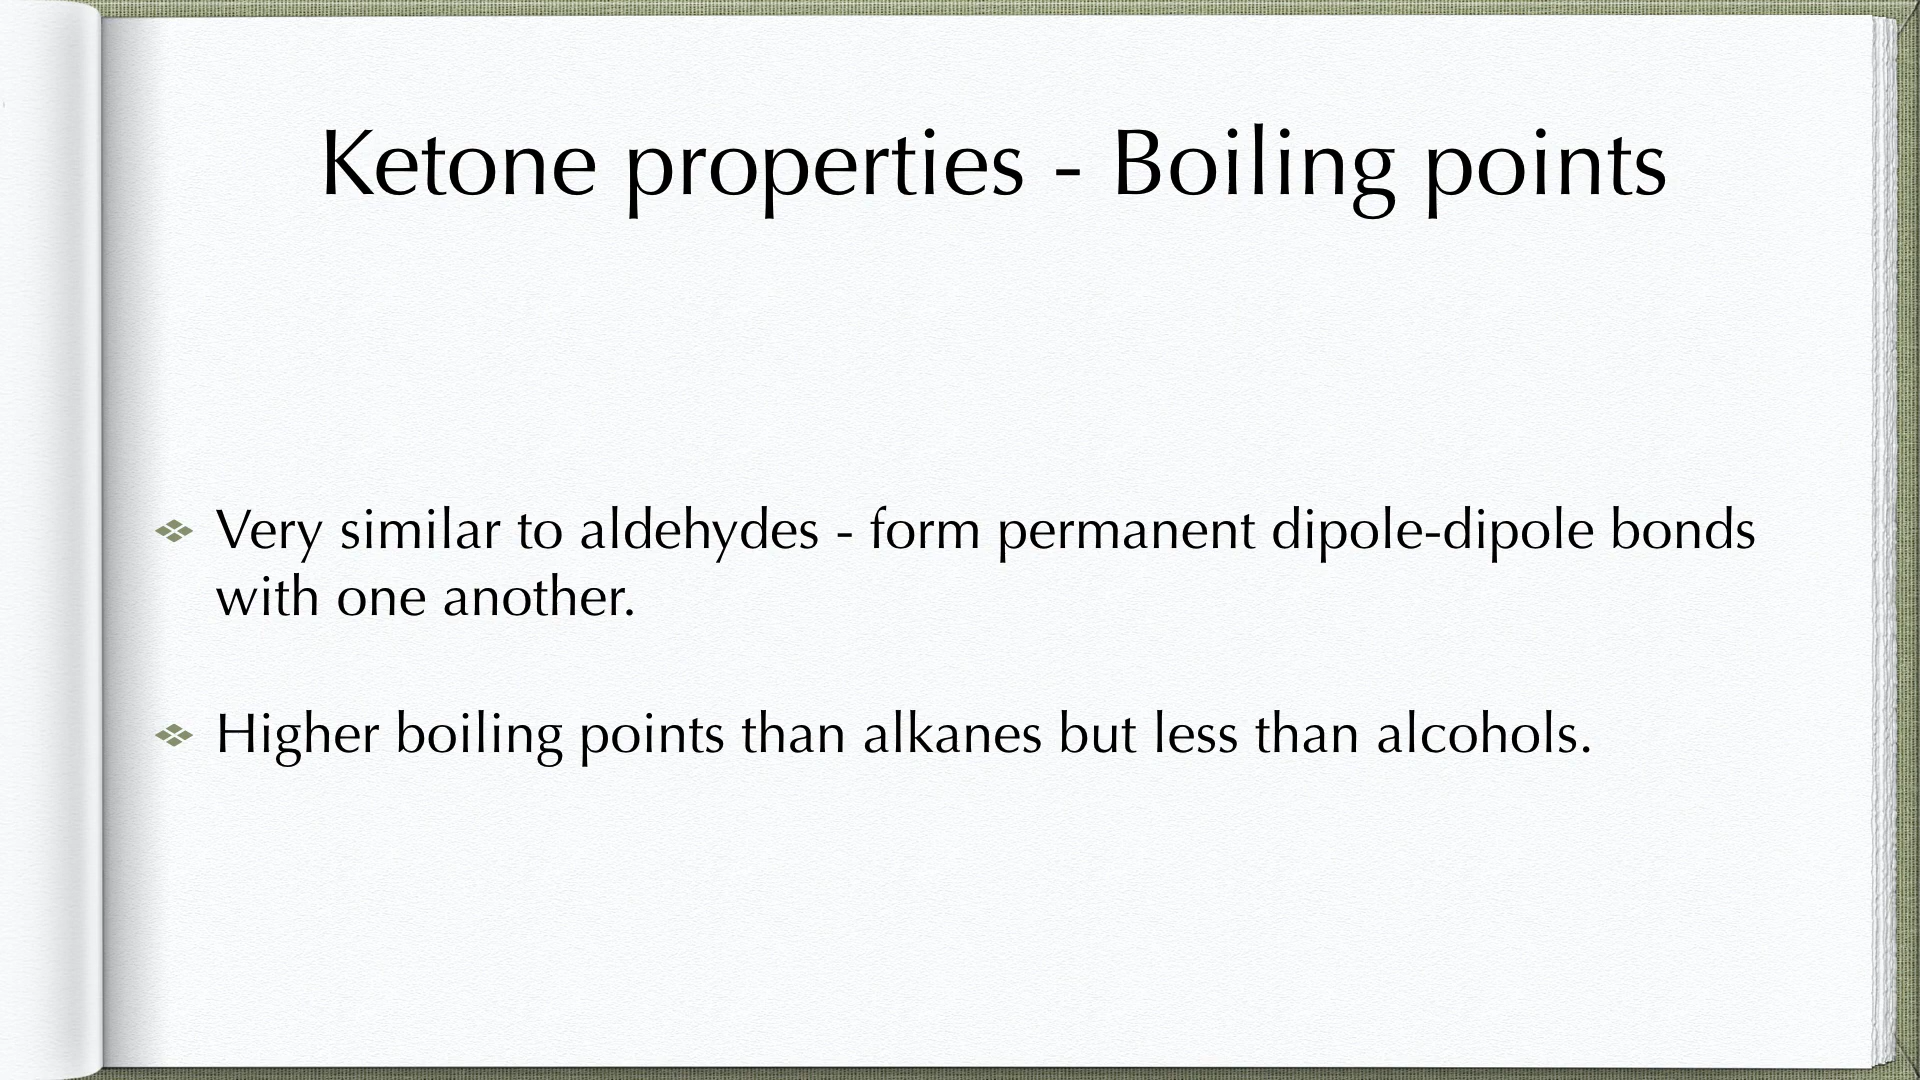 Ketone properties - Boiling points
Very similar to aldehydes - form permanent dipole-dipole bonds
with one another.
Higher boiling points than alkanes but less than alcohols.